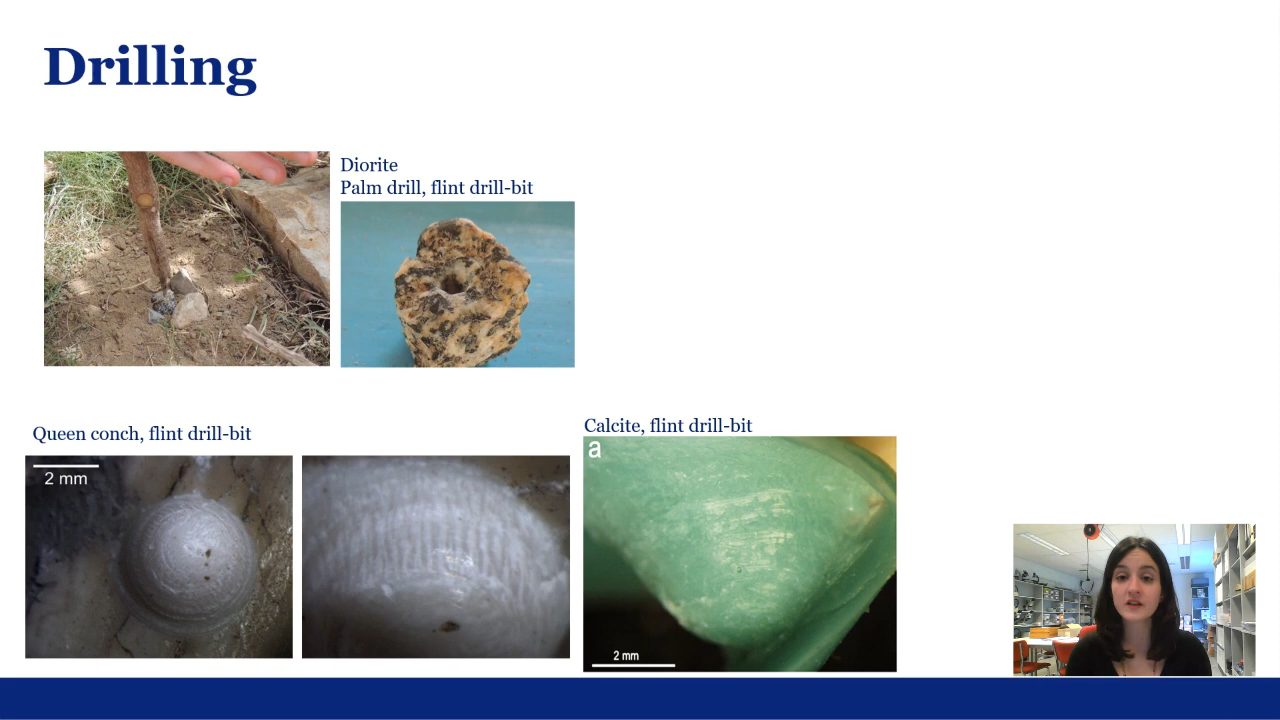 Drilling
Diorite
Palm drill, flint drill-bit
Queen conch, flint drill-bit
2 mm
Calcite, flint drill-bit
a
2 mm